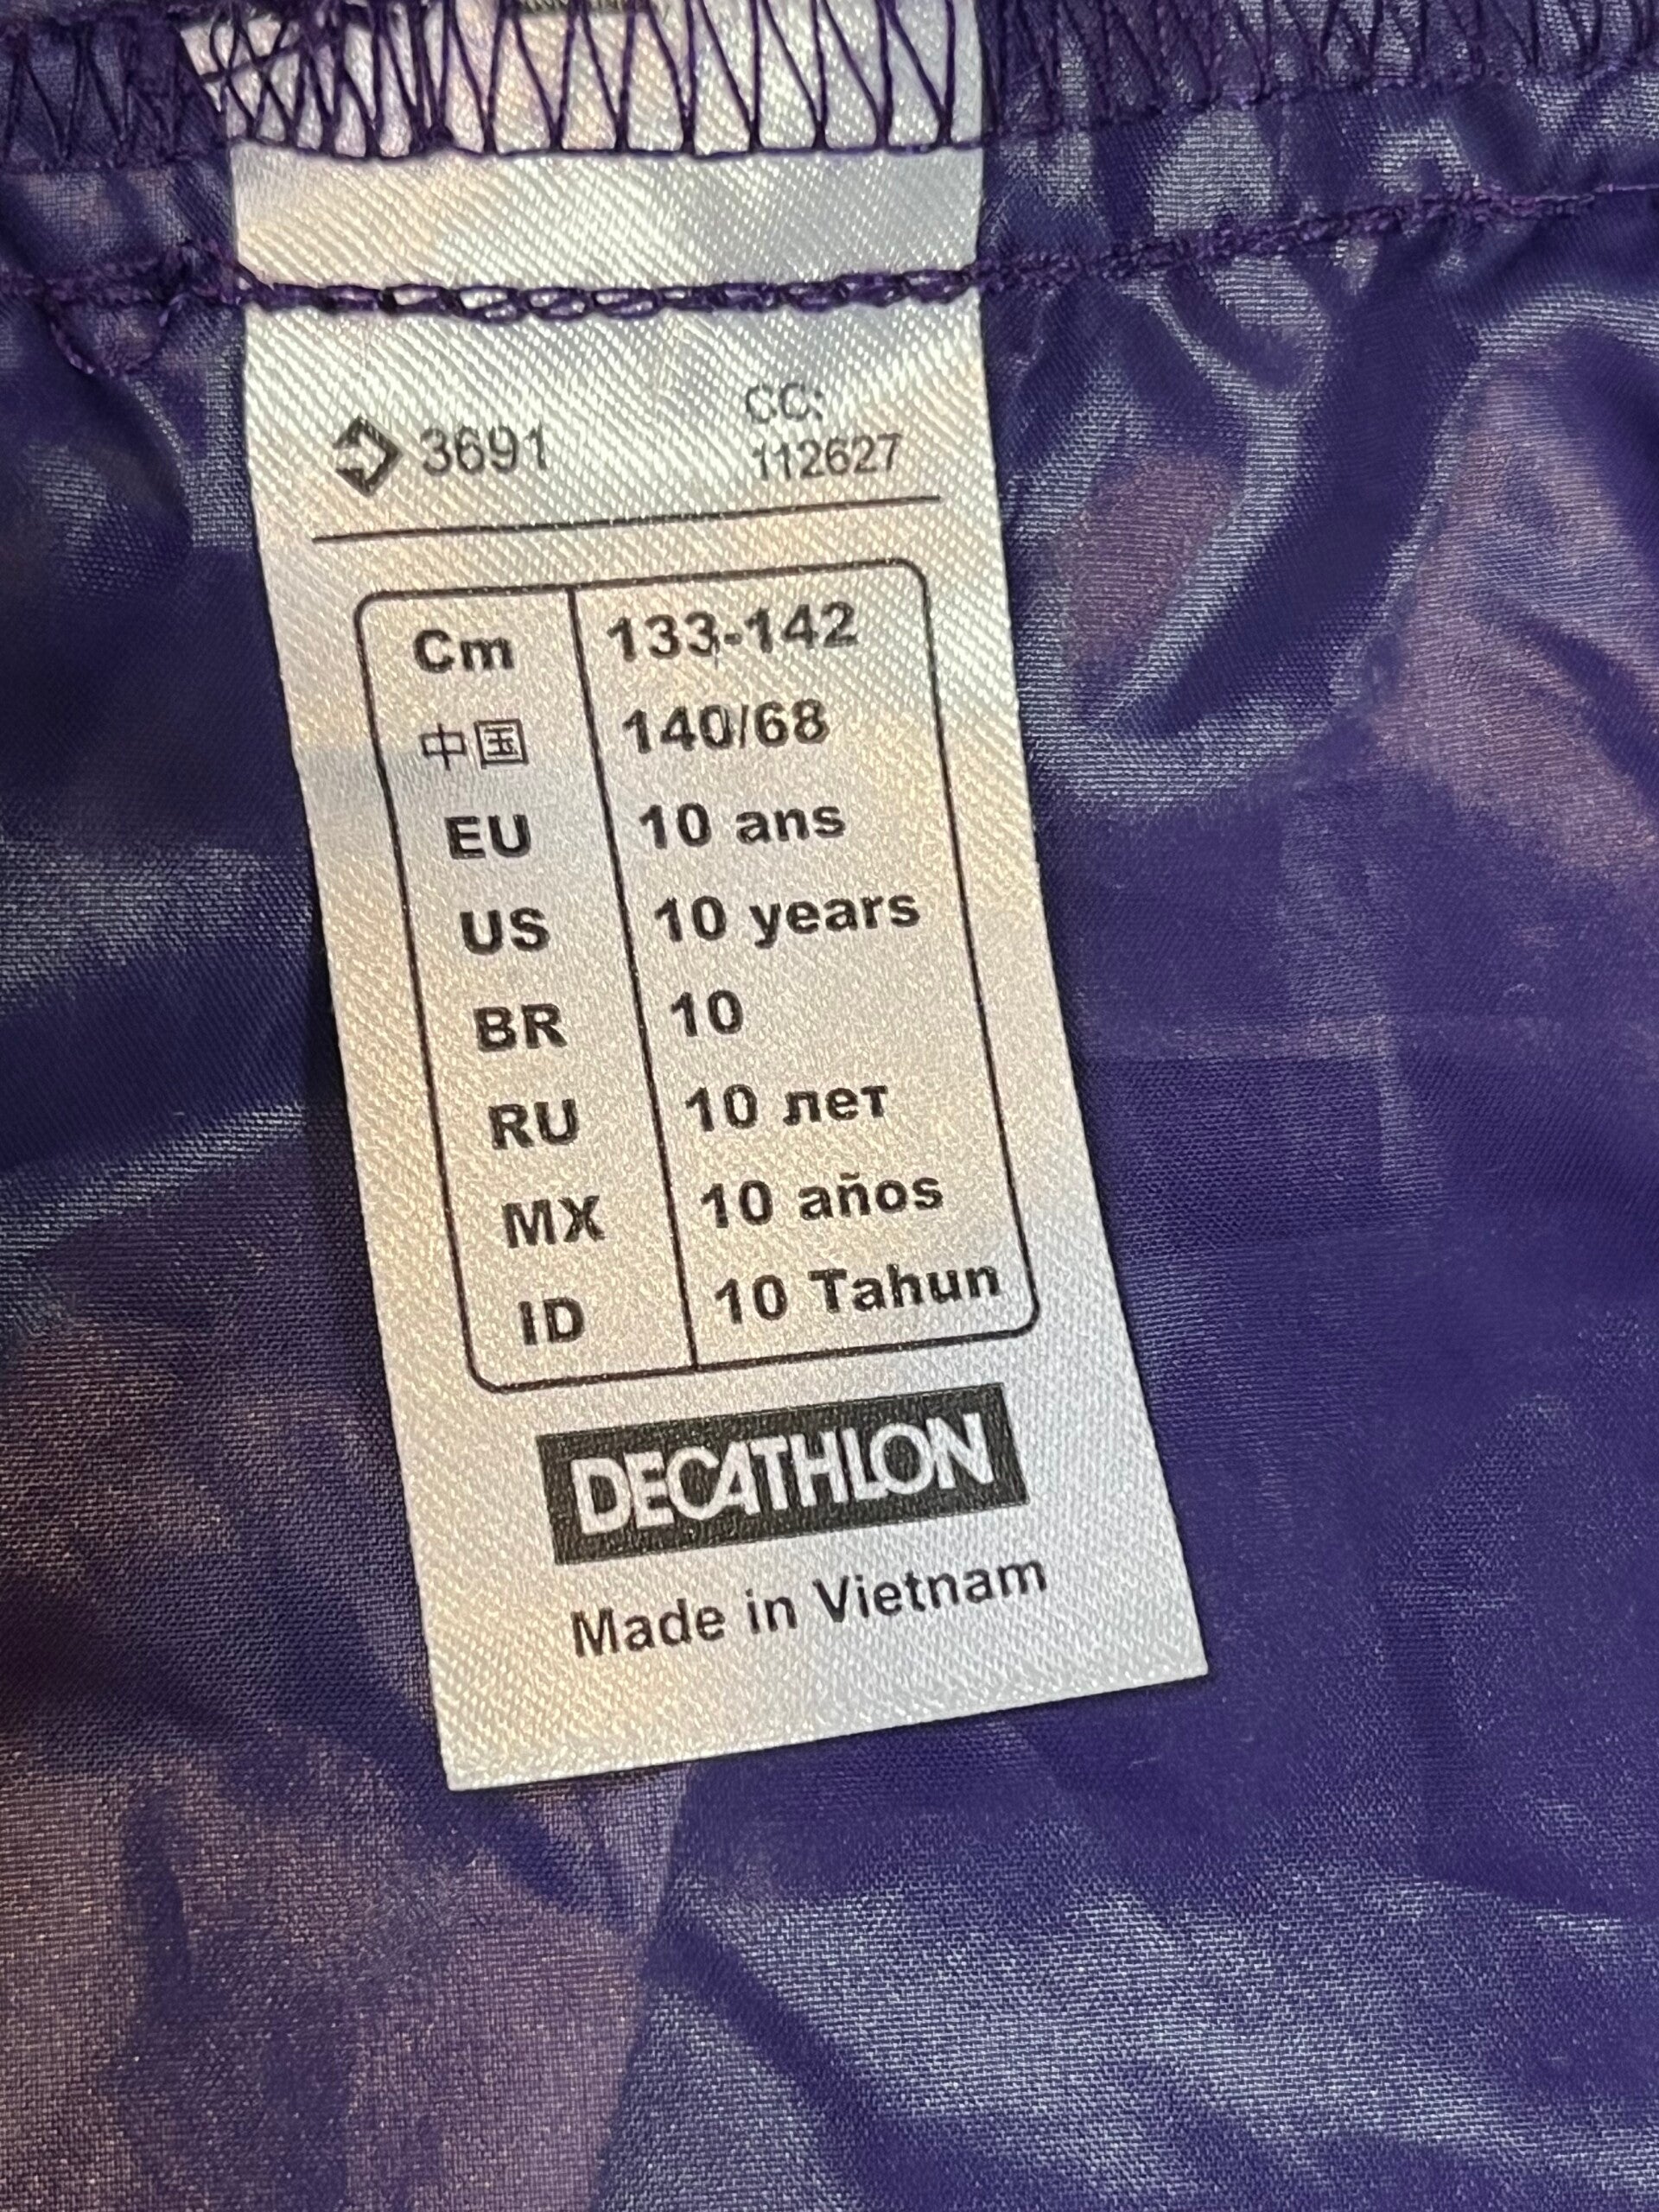 3691 CC:
112627
Cm 133-142
中国 140/68
EU 10 ans
US 10 years
BR 10
RU 10 лет
MX 10 años
ID 10 Tahun
DECATHLON
Made in Vietnam